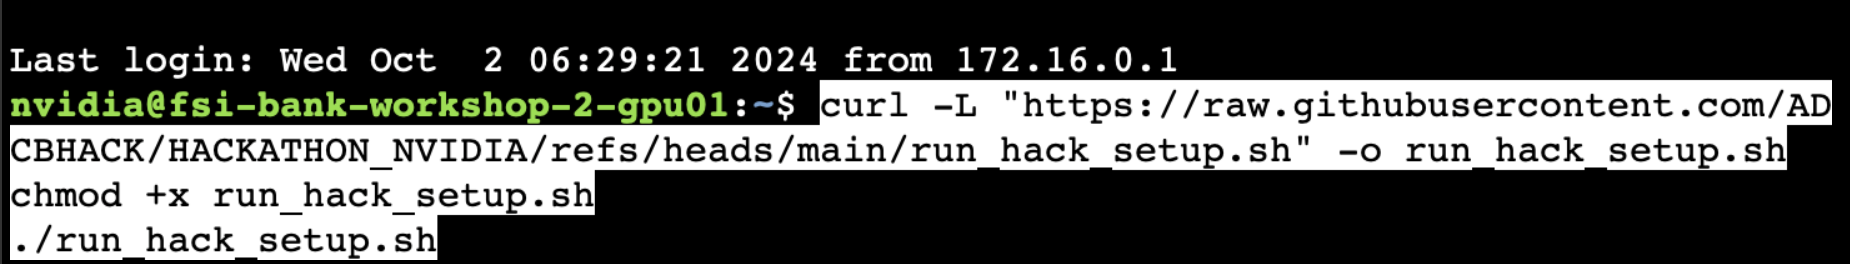 Last login: Wed Oct  2 06:29:21 2024 from 172.16.0.1
nvidia@fsi-bank-workshop-2-gpu01:~$ curl -L "https://raw.githubusercontent.com/AD
CBHACK/HACKATHON_NVIDIA/refs/heads/main/run_hack_setup.sh" -o run_hack_setup.sh
chmod +x run_hack_setup.sh
./run_hack_setup.sh